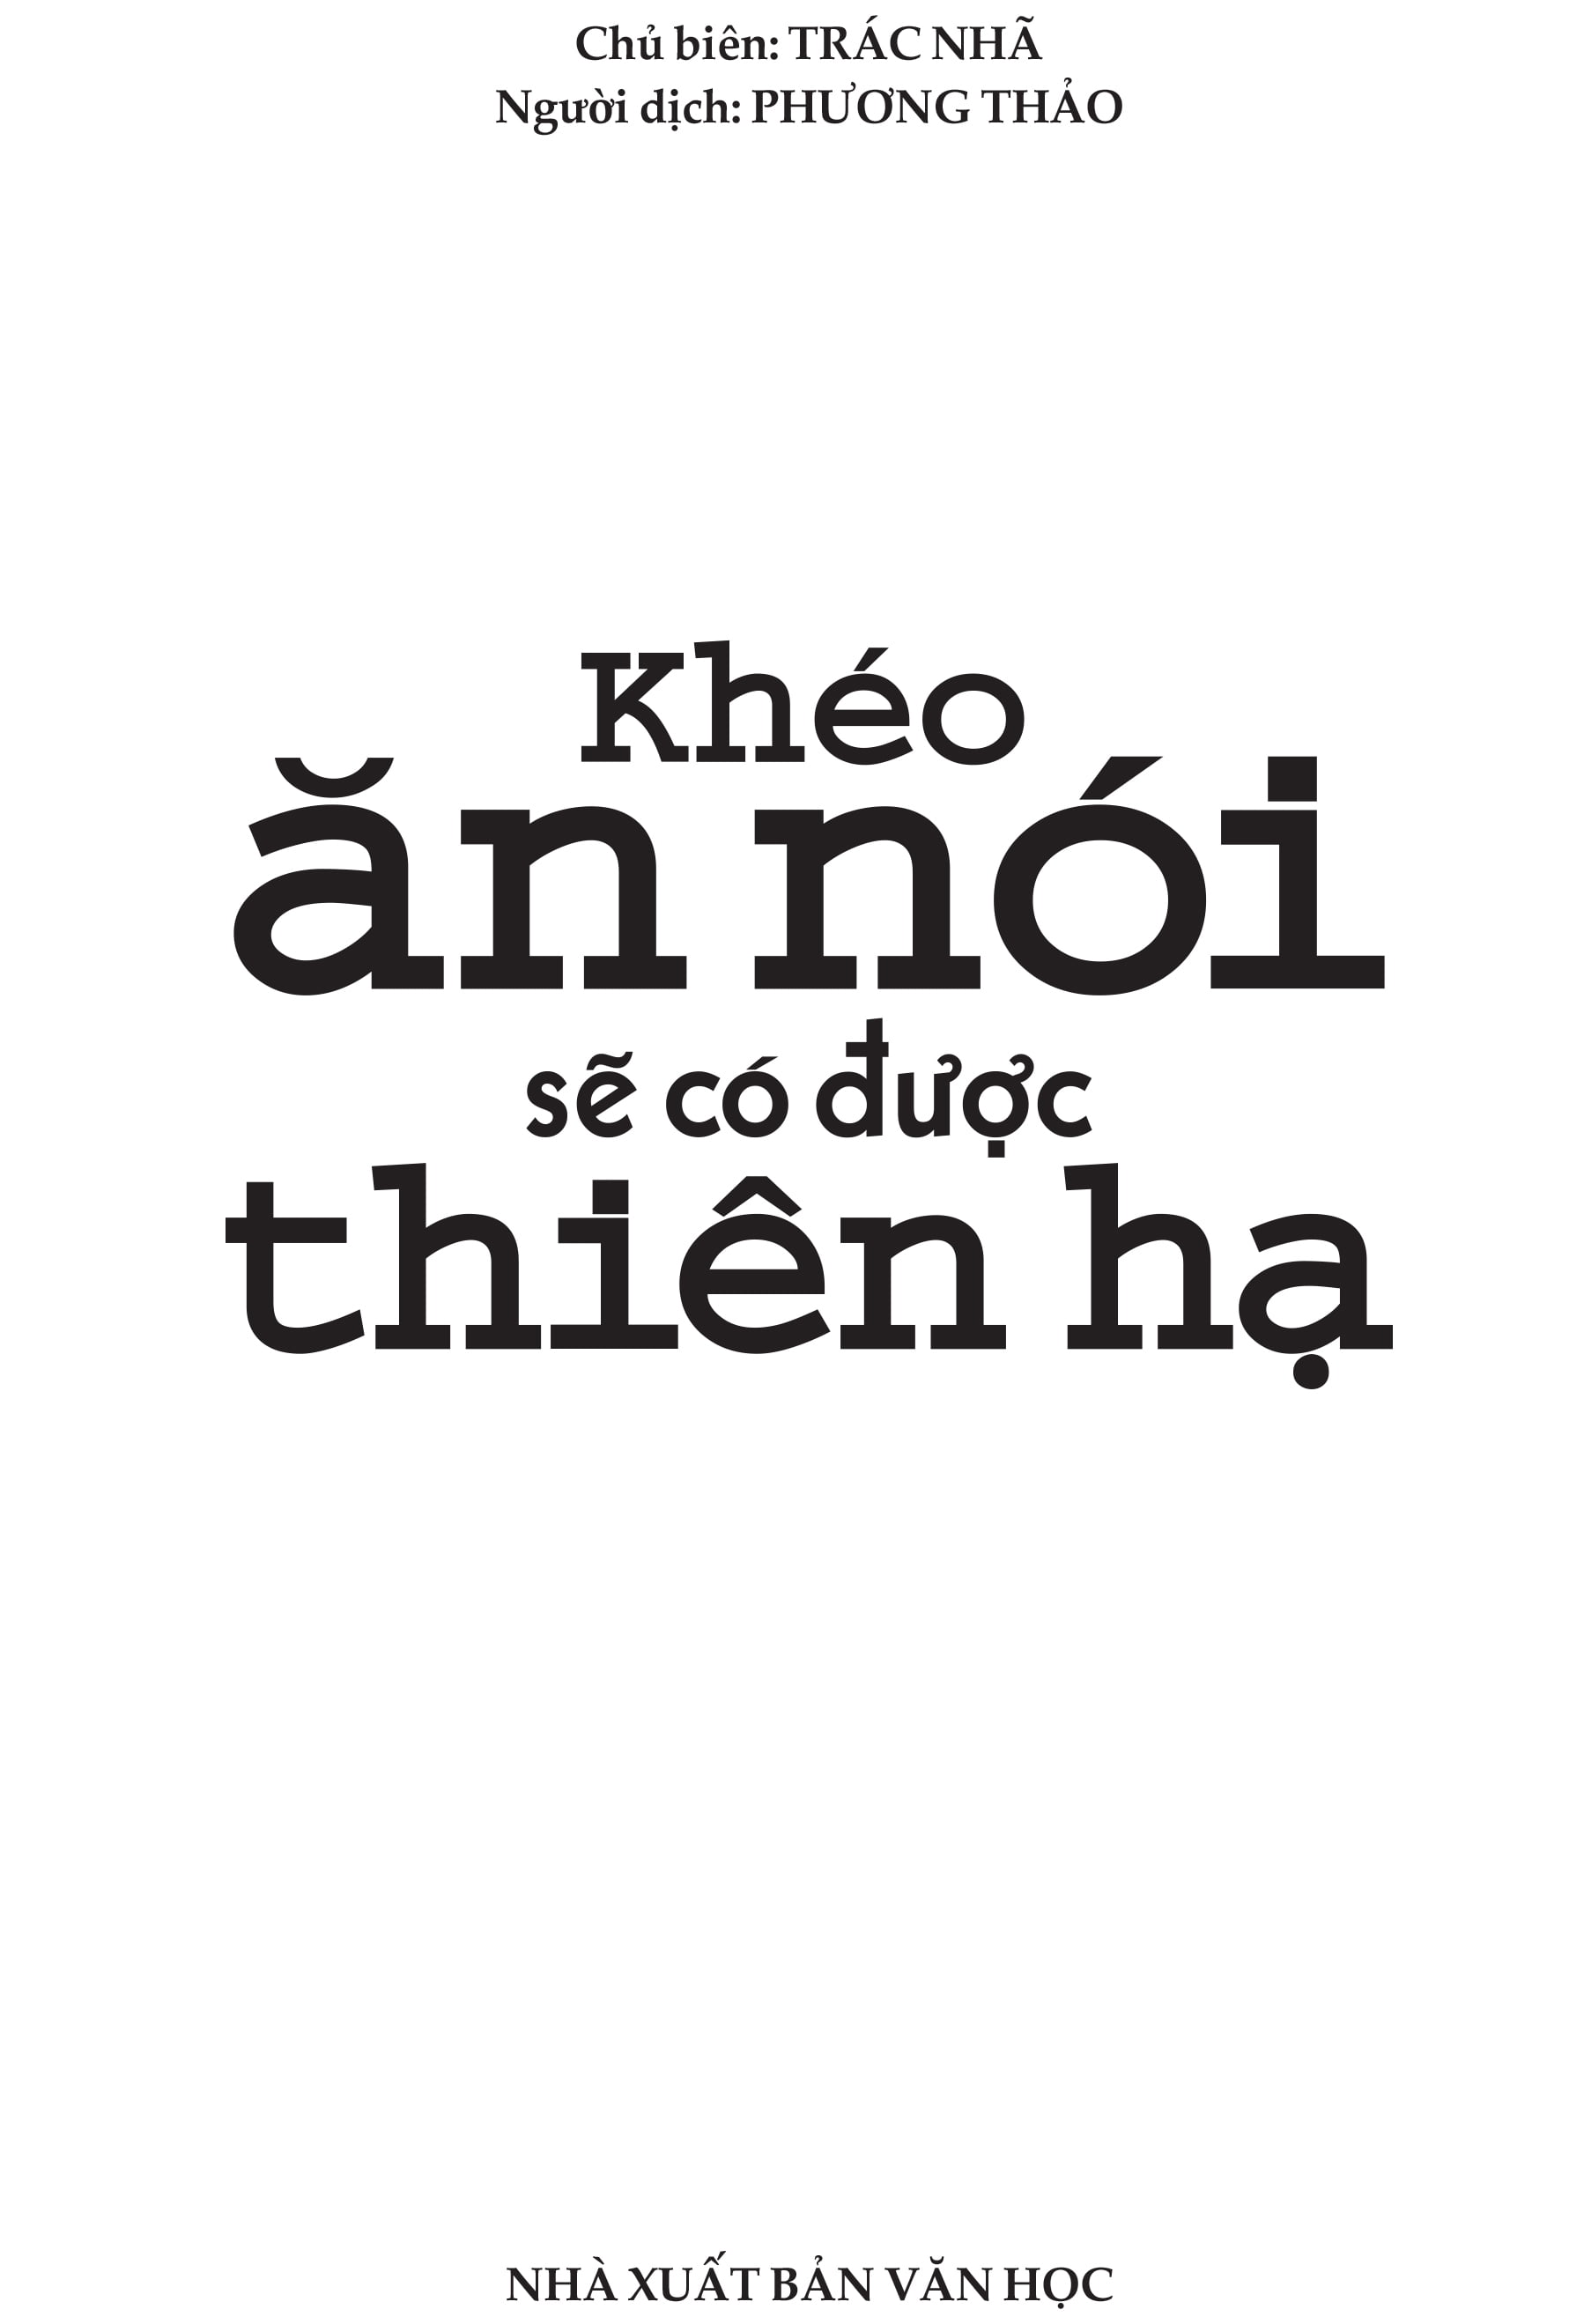 Chủ biên: TRÁC NHÃ
Người dịch: PHƯƠNG THẢO
Khéo
ăn nói
sẽ có được
thiên hạ
NHÀ XUẤT BẢN VĂN HỌC